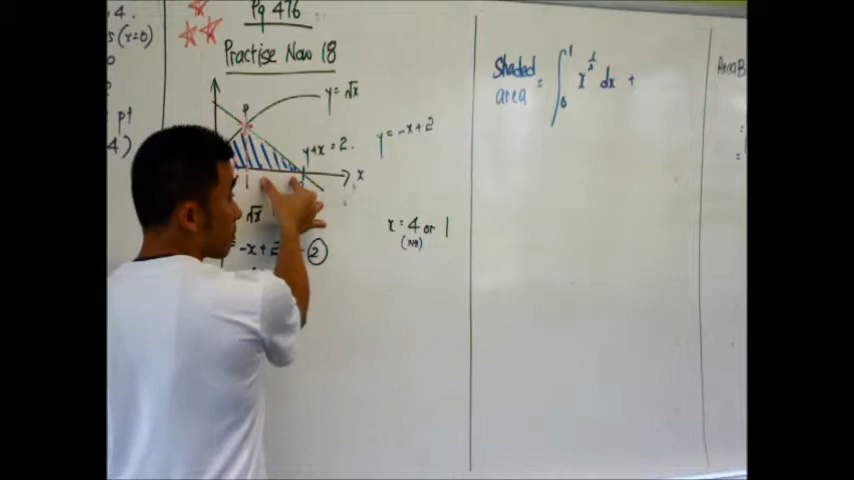 4.
(x=0)
pt
4)
Pg 476
Practise Now 18
y=√x
P
y+x=2.
x
1
√x
-x+2
②
y=-x+2
x=4 or 1
(NA)
Shaded area = ∫₀¹ x^½ dx +
Area B